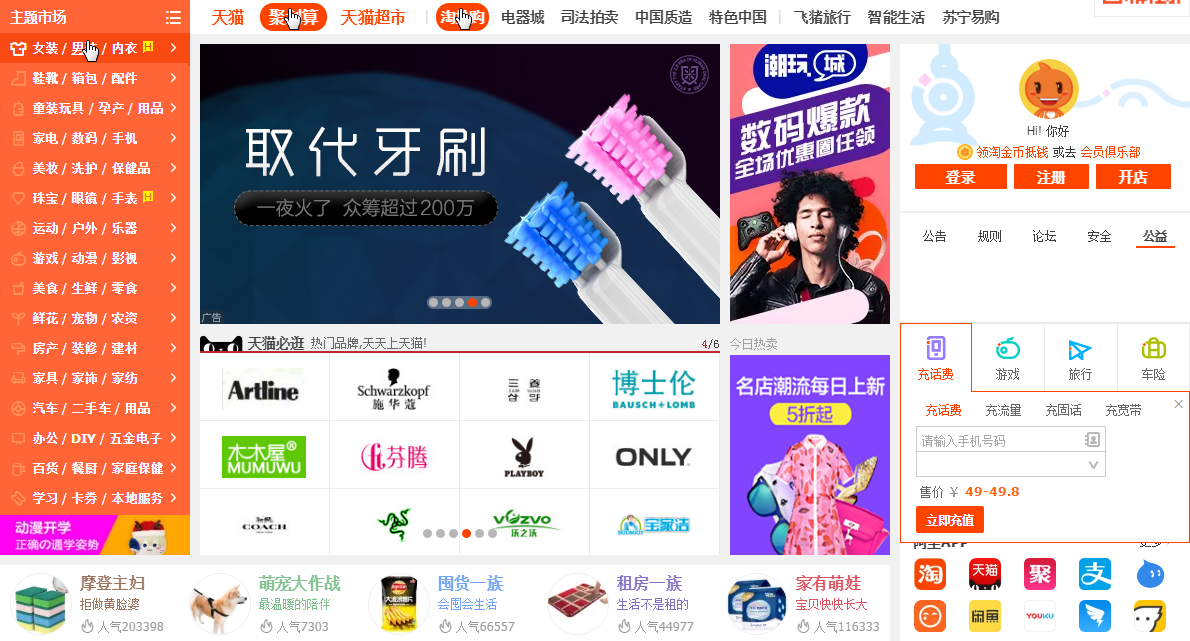 主题市场
天猫
天猫超市
电器城
司法拍卖
中国质造
特色中国
飞猪旅行
智能生活
苏宁易购
女装 / 男装 / 内衣
鞋靴 / 箱包 / 配件
童装玩具 / 孕产 / 用品
家电 / 数码 / 手机
美妆 / 洗护 / 保健品
珠宝 / 眼镜 / 手表
运动 / 户外 / 乐器
游戏 / 动漫 / 影视
美食 / 生鲜 / 零食
鲜花 / 宠物 / 农资
房产 / 装修 / 建材
家具 / 家饰 / 家纺
汽车 / 二手车 / 用品
办公 / DIY / 五金电子
百货 / 餐厨 / 家庭保健
学习 / 卡券 / 本地服务
动漫开学
正确の通学姿势
取代牙刷
一夜火了 众筹超过200万
广告
潮玩城
数码爆款
全场优惠圈任领
Hi! 你好
领淘金币抵钱 或去 会员俱乐部
登录
注册
开店
公告
规则
论坛
安全
公益
天猫必逛
热门品牌,天天上天猫!
4/6
Artline
Schwarzkopf
施华蔻
三養
三养
博士伦
BAUSCH+LOMB
木木屋®
MUMUWU
芬腾
PLAYBOY
ONLY
COACH
VOZVO
沃之沃
宝家洁
今日热卖
名店潮流每日上新
5折起
充话费
游戏
旅行
车险
充话费
充流量
充固话
充宽带
请输入手机号码
售价 ¥ 49-49.8
立即充值
淘
天猫
聚
支
闲鱼
YOUKU
摩登主妇
拒做黄脸婆
人气203398
萌宠大作战
最温暖的陪伴
人气7303
囤货一族
会囤会生活
人气66557
租房一族
生活不是租的
人气44977
家有萌娃
宝贝快快长大
人气116333